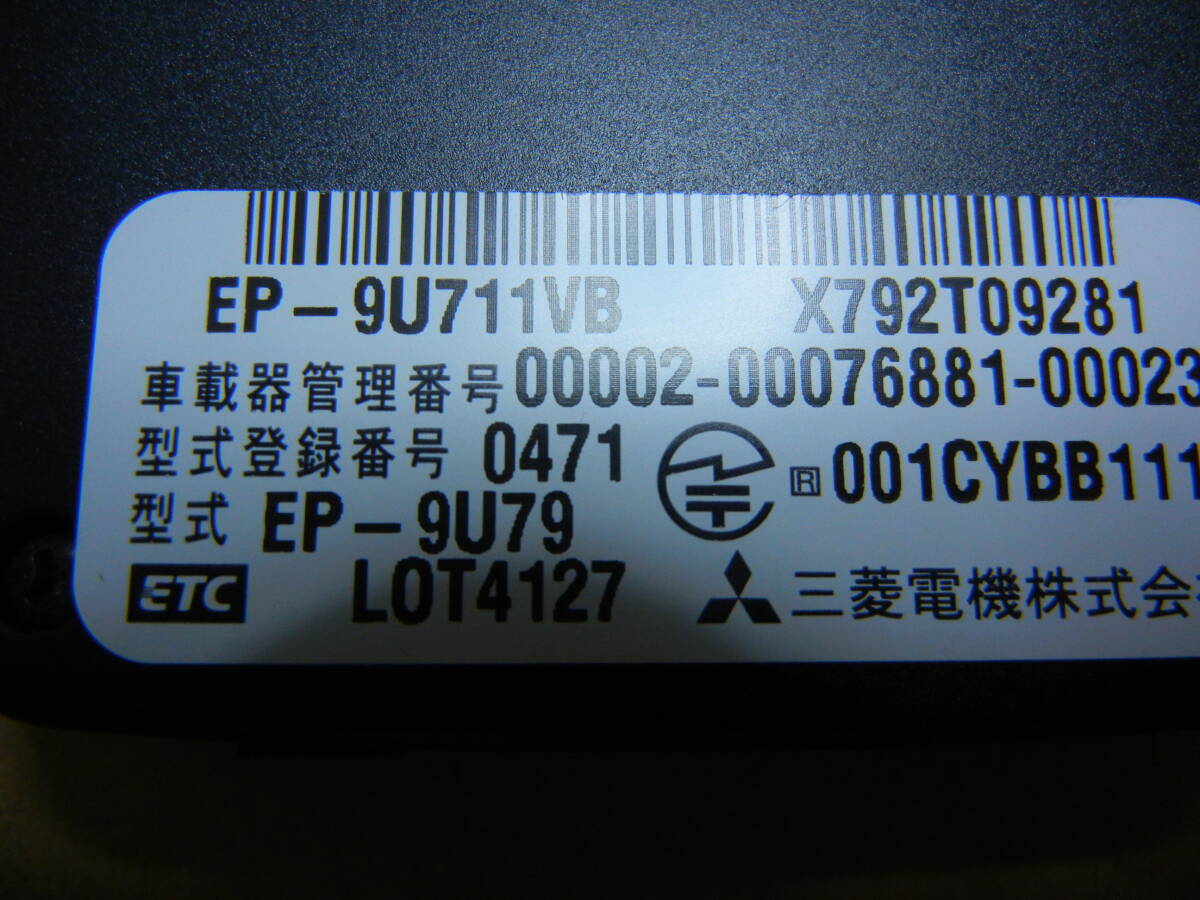 EP-9U711VB X792T09281
車載器管理番号 00002-00076881-00023
型式登録番号 0471 R 001CYBB111
型式 EP-9U79
ETC LOT4127 三菱電機株式会